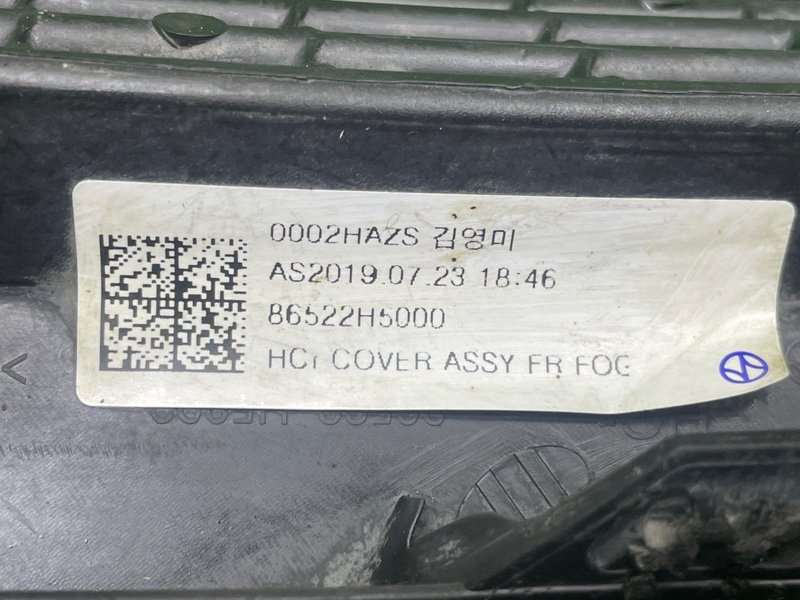 0002HAZS 김영미
AS2019.07.23 18:46
86522H5000
HCr COVER ASSY FR FOG